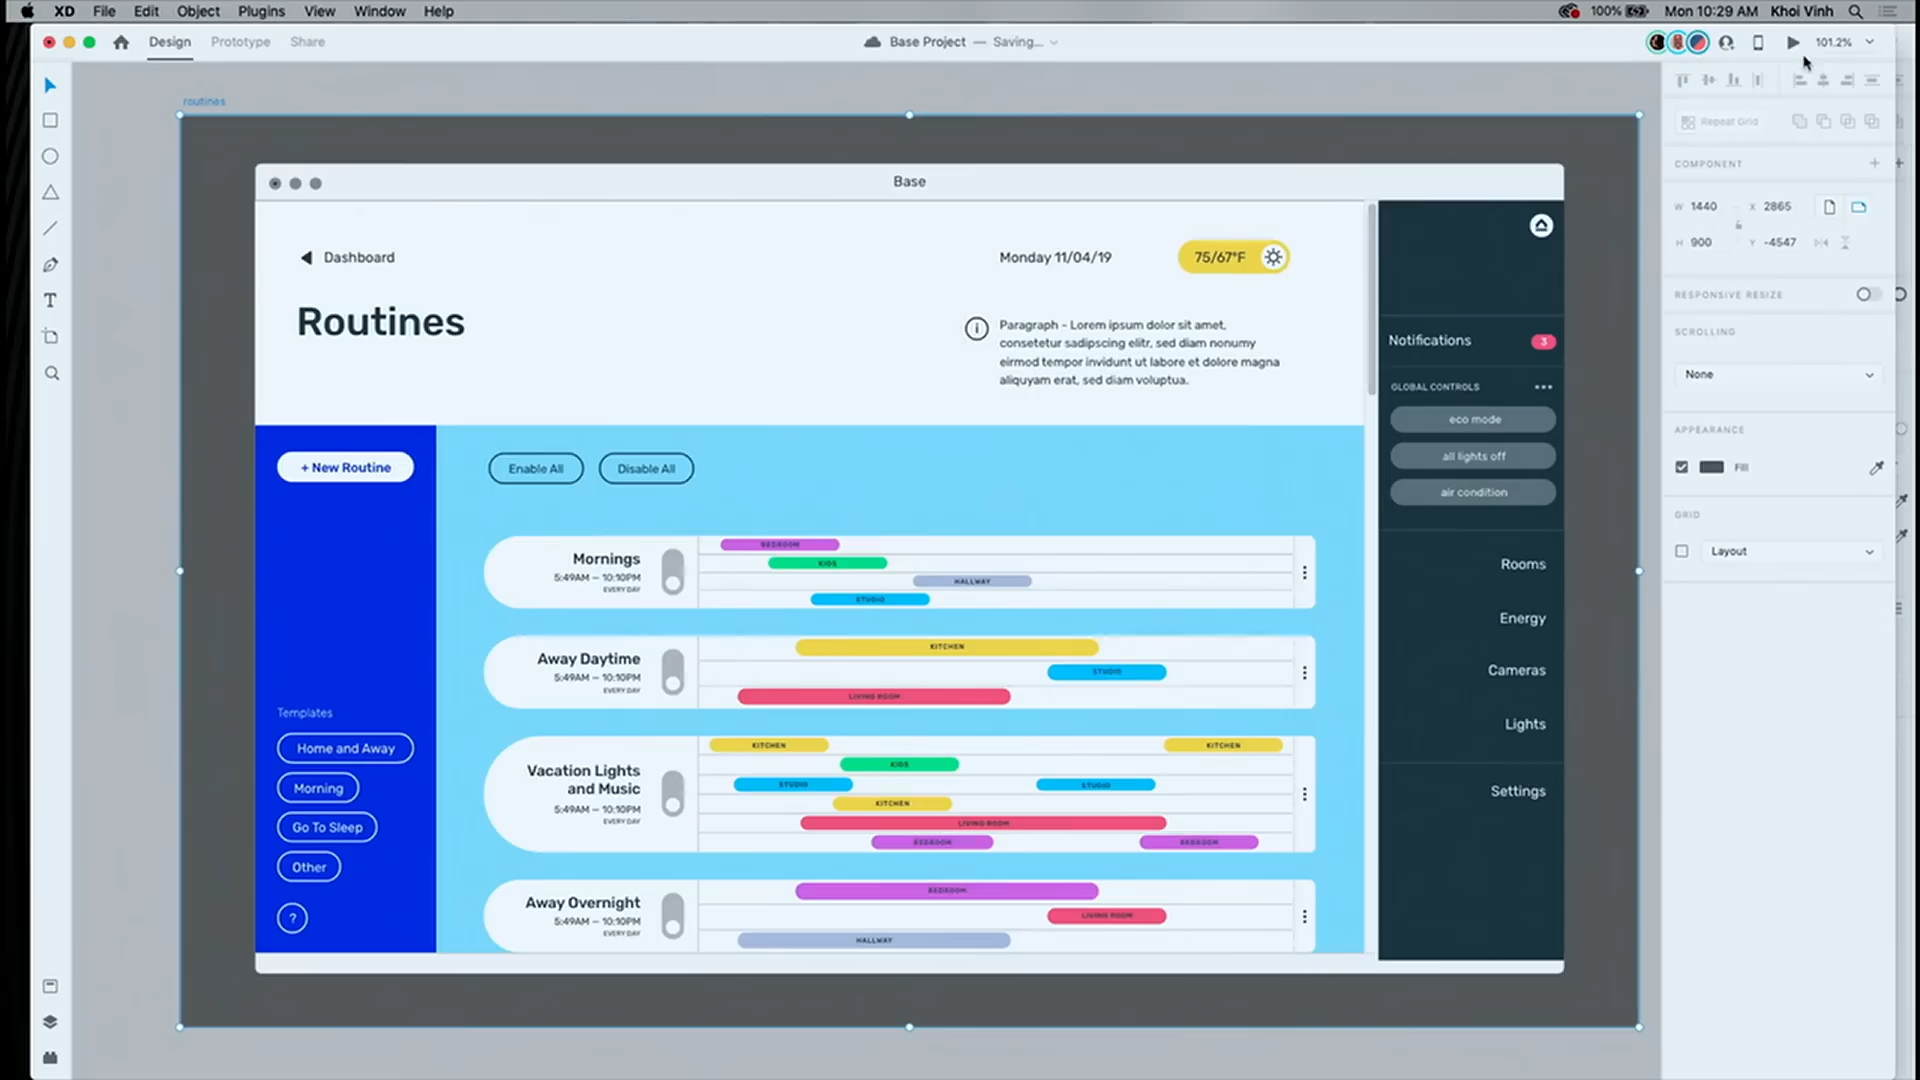 XD File Edit Object Plugins View Window Help
100% Mon 10:29 AM Khoi Vinh
Design Prototype Share
Base Project — Saving...
101.2%
routines
Base
Dashboard
Monday 11/04/19
75/67°F
Routines
Paragraph - Lorem ipsum dolor sit amet,
consetetur sadipscing elitr, sed diam nonumy
eirmod tempor invidunt ut labore et dolore magna
aliquyam erat, sed diam voluptua.
+ New Routine
Enable All
Disable All
Mornings
5:49AM — 10:10PM
EVERY DAY
BEDROOM
KIDS
HALLWAY
STUDIO
Away Daytime
5:49AM — 10:10PM
EVERY DAY
KITCHEN
STUDIO
LIVING ROOM
Vacation Lights
and Music
5:49AM — 10:10PM
EVERY DAY
KITCHEN
KITCHEN
KIDS
STUDIO
STUDIO
KITCHEN
LIVING ROOM
BEDROOM
BEDROOM
Away Overnight
5:49AM — 10:10PM
EVERY DAY
BEDROOM
LIVING ROOM
HALLWAY
Templates
Home and Away
Morning
Go To Sleep
Other
?
Notifications
3
GLOBAL CONTROLS
eco mode
all lights off
air condition
Rooms
Energy
Cameras
Lights
Settings
Repeat Grid
COMPONENT
W 1440 X 2865
H 900 Y -4547
RESPONSIVE RESIZE
SCROLLING
None
APPEARANCE
Fill
GRID
Layout